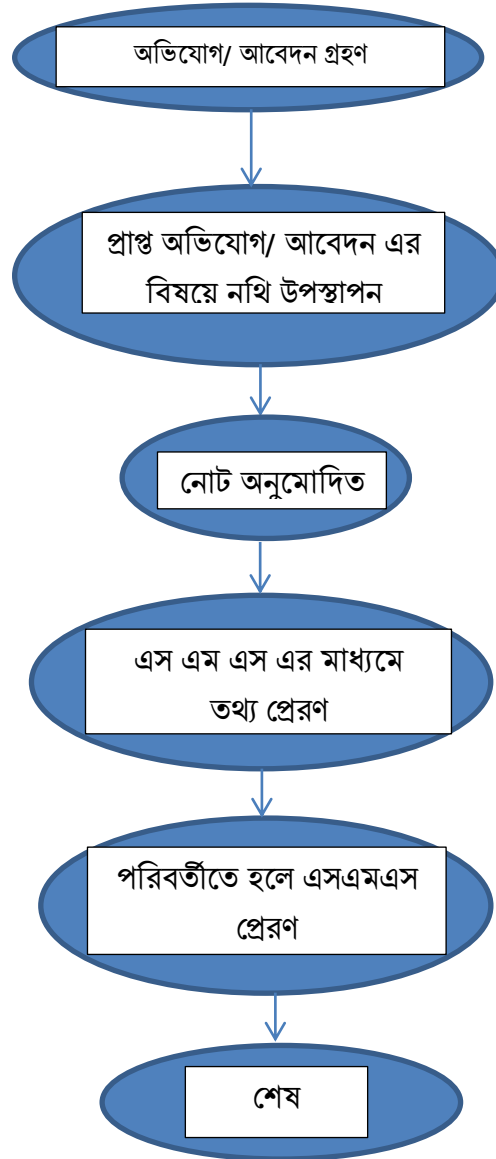 অভিযোগ/ আবেদন গ্রহণ
প্রাপ্ত অভিযোগ/ আবেদন এর
বিষয়ে নথি উপস্থাপন
নোট অনুমোদিত
এস এম এস এর মাধ্যমে
তথ্য প্রেরণ
পরিবর্তীতে হলে এসএমএস
প্রেরণ
শেষ